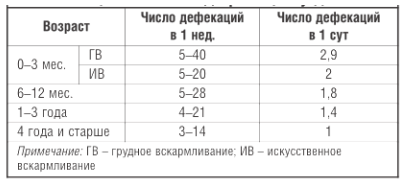 Возраст | Число дефекаций в 1 нед. | Число дефекаций в 1 сут
0–3 мес. | ГВ | 5–40 | 2,9
ИВ | 5–20 | 2
6–12 мес. | 5–28 | 1,8
1–3 года | 4–21 | 1,4
4 года и старше | 3–14 | 1
Примечание: ГВ – грудное вскармливание; ИВ – искусственное
вскармливание